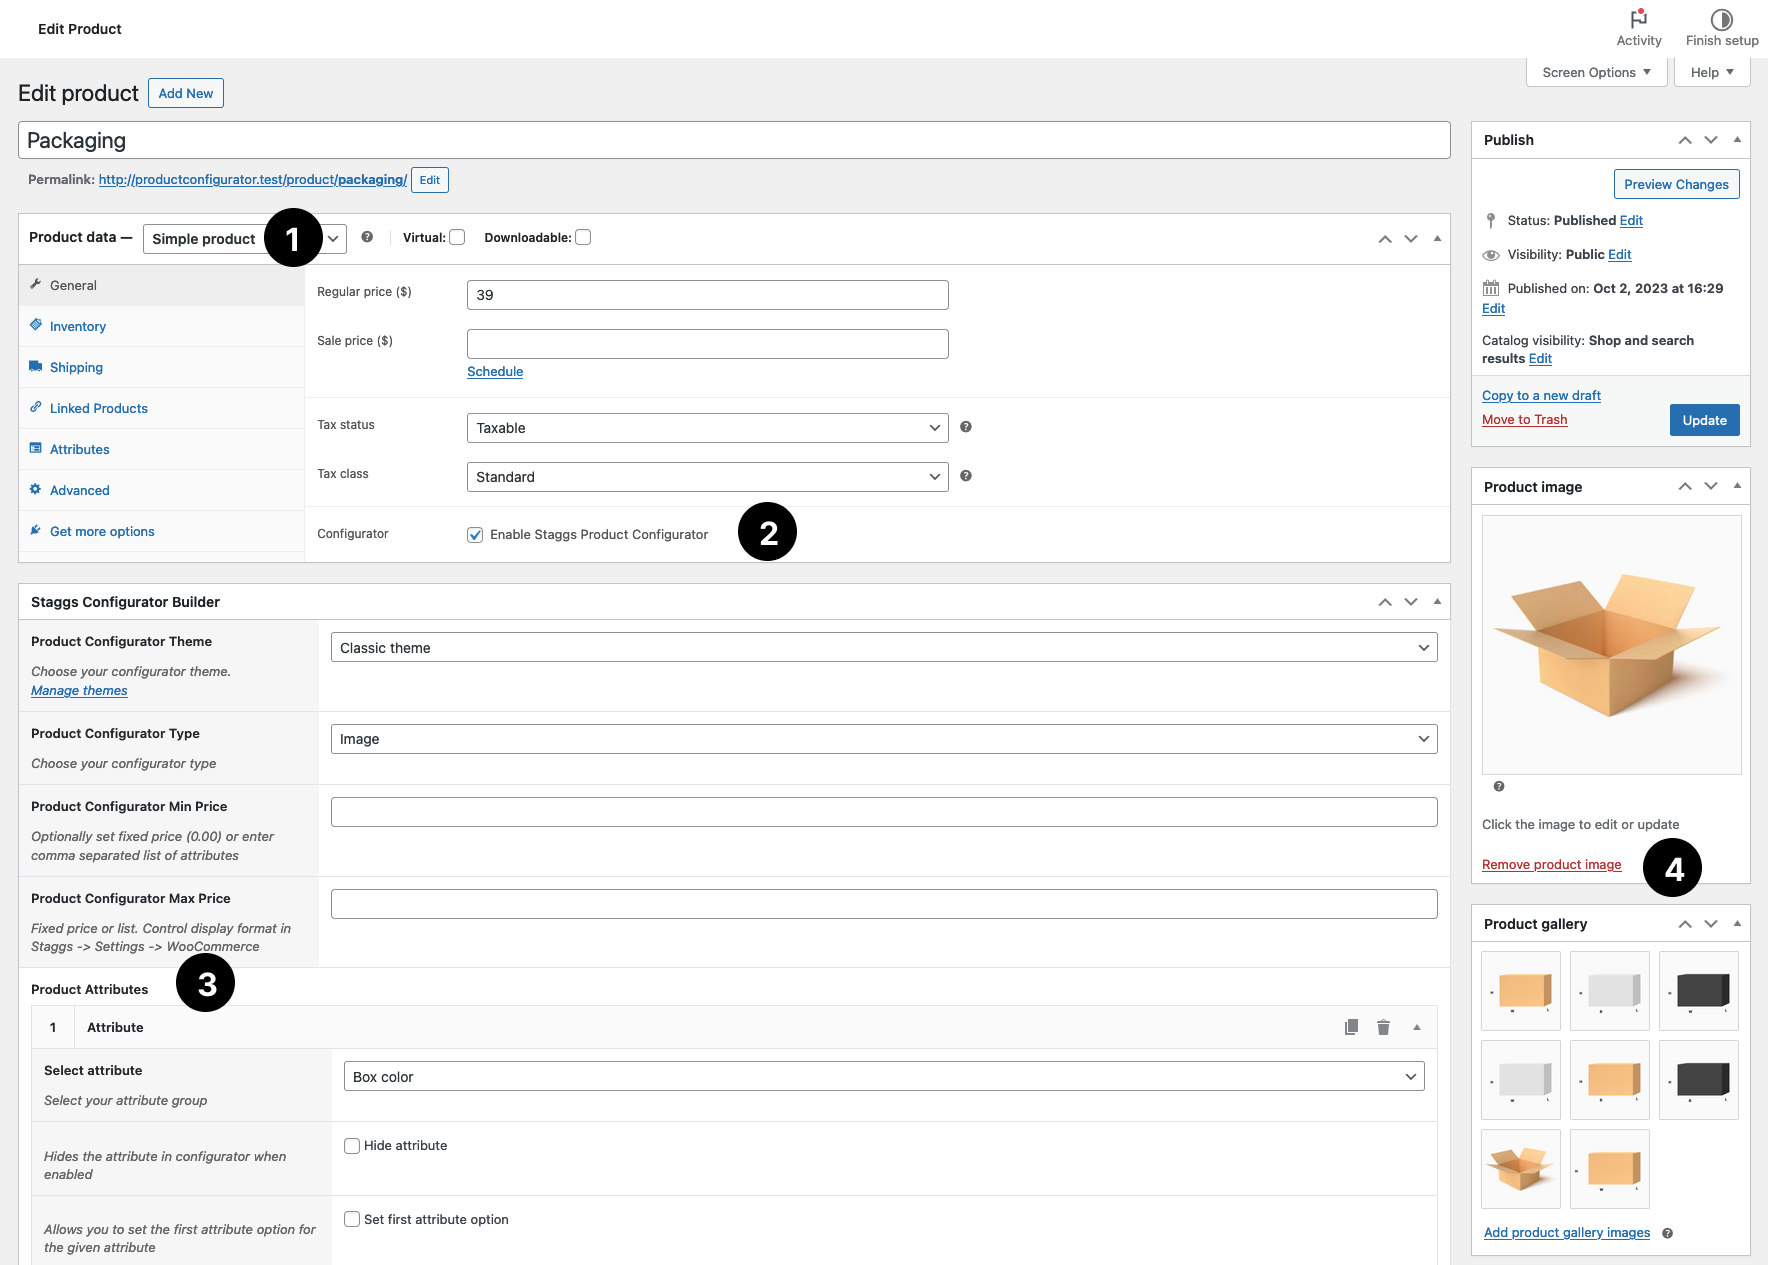 Edit Product
Activity
Finish setup
Screen Options
Help
Edit product
Add New
Packaging
Permalink: http://productconfigurator.test/product/packaging/ Edit
Product data — Simple product
1
Virtual:
Downloadable:
General
Inventory
Shipping
Linked Products
Attributes
Advanced
Get more options
Regular price ($)
39
Sale price ($)
Schedule
Tax status
Taxable
Tax class
Standard
Configurator
Enable Staggs Product Configurator
2
Staggs Configurator Builder
Product Configurator Theme
Choose your configurator theme.
Manage themes
Classic theme
Product Configurator Type
Choose your configurator type
Image
Product Configurator Min Price
Optionally set fixed price (0.00) or enter
comma separated list of attributes
Product Configurator Max Price
Fixed price or list. Control display format in
Staggs -> Settings -> WooCommerce
3
Product Attributes
1 Attribute
Select attribute
Select your attribute group
Box color
Hides the attribute in configurator when
enabled
Hide attribute
Allows you to set the first attribute option for
the given attribute
Set first attribute option
Publish
Preview Changes
Status: Published Edit
Visibility: Public Edit
Published on: Oct 2, 2023 at 16:29
Edit
Catalog visibility: Shop and search
results Edit
Copy to a new draft
Move to Trash
Update
Product image
Click the image to edit or update
Remove product image
4
Product gallery
Add product gallery images